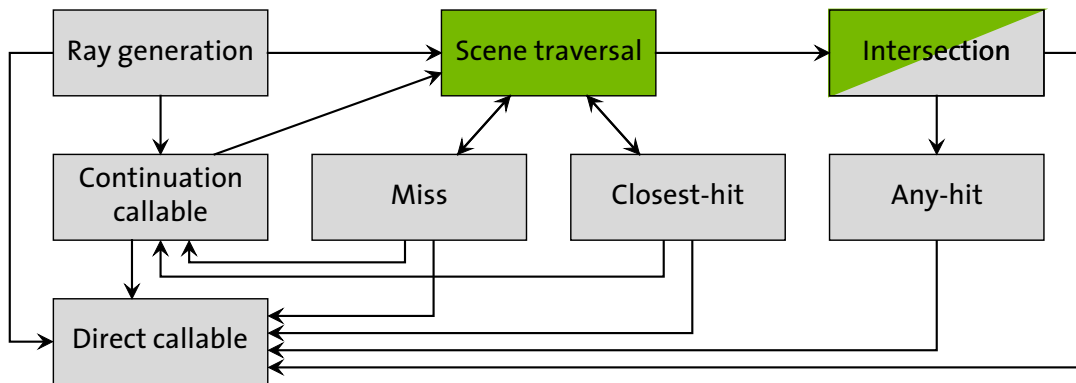 Ray generation
Scene traversal
Intersection
Continuation
callable
Miss
Closest-hit
Any-hit
Direct callable